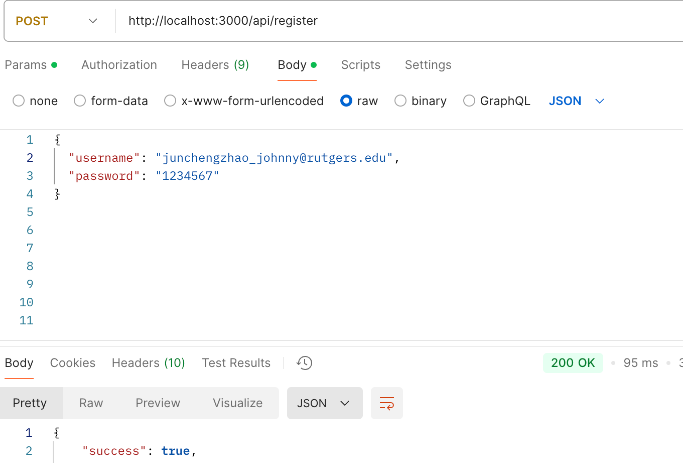 POST http://localhost:3000/api/register
Params Authorization Headers (9) Body Scripts Settings
none form-data x-www-form-urlencoded raw binary GraphQL JSON
1 {
2 "username": "junchengzhao_johnny@rutgers.edu",
3 "password": "1234567"
4 }
5
6
7
8
9
10
11
Body Cookies Headers (10) Test Results 200 OK 95 ms
Pretty Raw Preview Visualize JSON
1 {
2 "success": true,